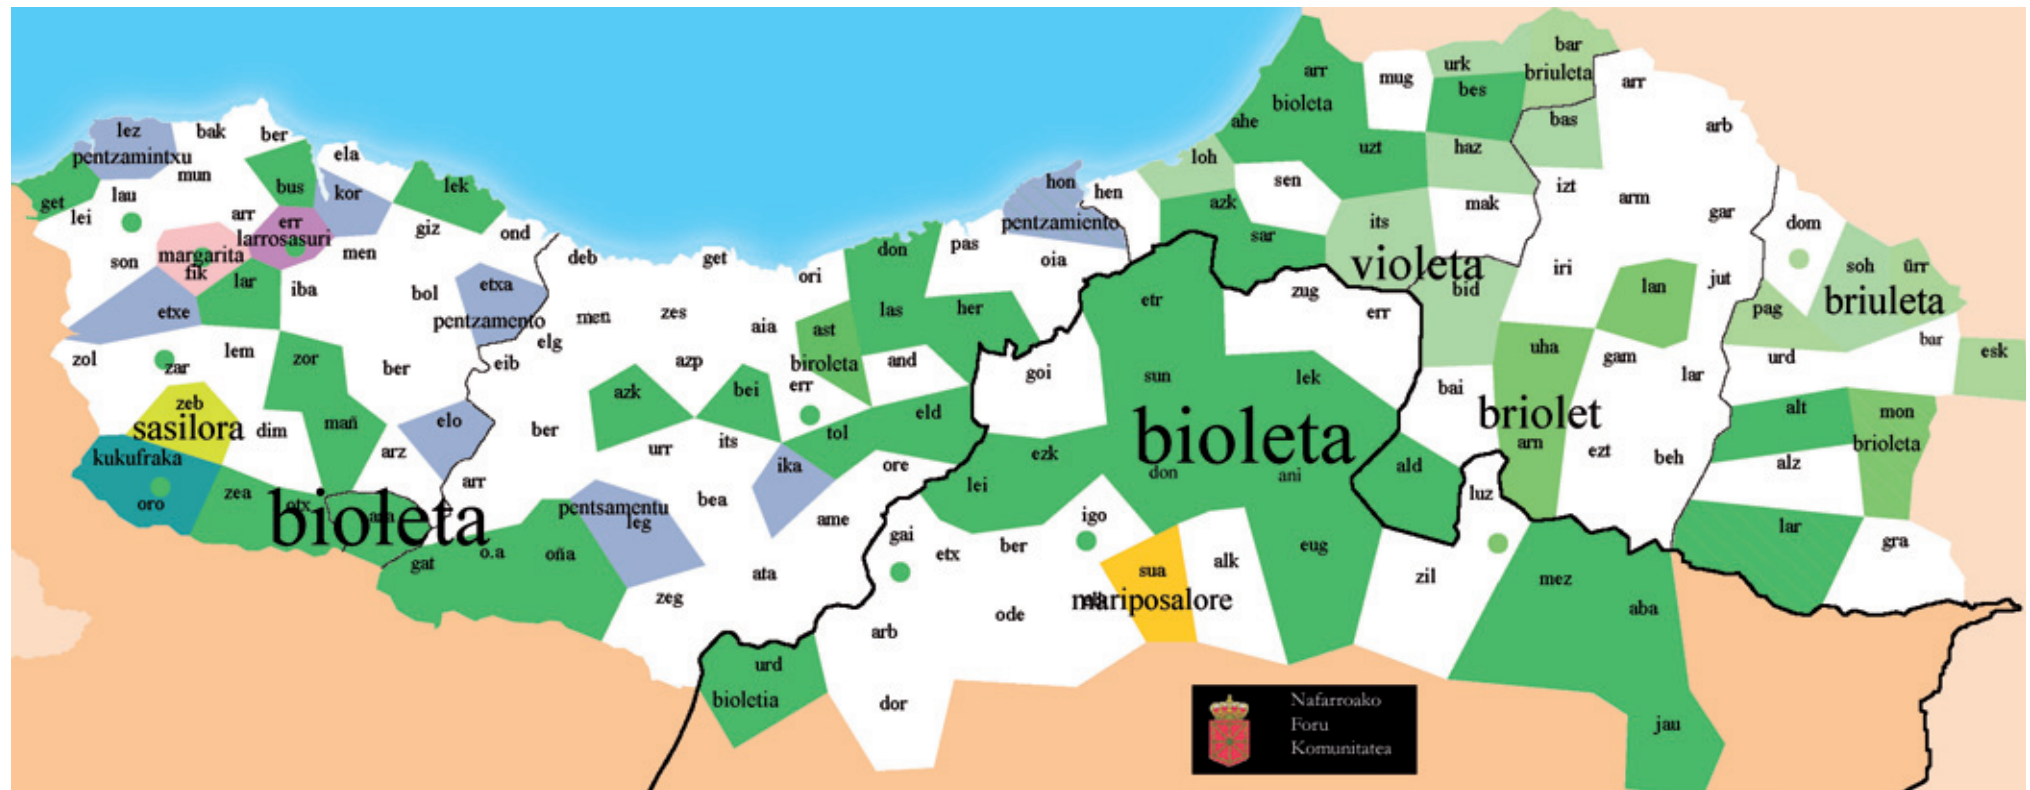 bar
urk
briuleta
arr
mug
arr
bes
bioleta
bas
arb
ahe
lez
bak
ber
uzt
haz
pentzamintxu
ela
loh
mun
sen
izt
hon
hen
bus
kor
lek
lau
arm
get
azk
mak
lei
arr
err
pentzamiento
its
gar
dom
giz
ond
larrosasuri
sar
pas
don
margarita
men
deb
get
oia
son
fik
violeta
iri
soh
ürr
lar
iba
etxa
ori
jut
bol
zug
bid
lan
briuleta
etr
etxe
pentzamento
men
zes
las
her
err
pag
aia
ast
elg
uha
bar
esk
zol
zar
lem
zor
ber
eib
azp
biroleta
and
goi
gam
urd
sun
lek
lar
err
azk
bei
bai
zeb
alt
mon
sasilora
dim
mañ
elo
ber
eld
bioleta
briolet
brioleta
tol
arn
kukufraka
arz
urr
its
ika
ore
ezk
ald
ezt
beh
alz
don
ani
arr
lei
oro
zea
otx
bioleta
pentsamentu
leg
bea
ame
luz
igo
lar
gai
etx
ber
gat
o.a
oña
eug
gra
ata
sua
alk
zil
mez
zeg
mariposalore
ode
aba
arb
urd
bioletia
dor
jau
Nafarroako
Foru
Komunitatea